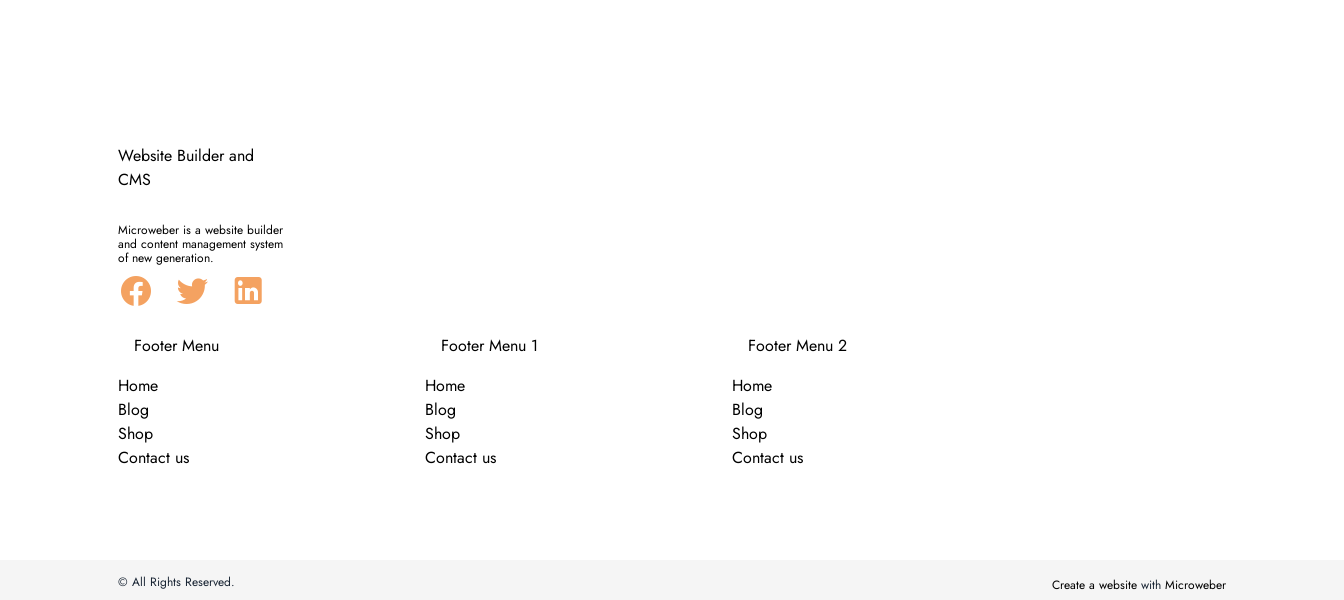 Website Builder and
CMS
Microweber is a website builder
and content management system
of new generation.
Footer Menu
Home
Blog
Shop
Contact us
Footer Menu 1
Home
Blog
Shop
Contact us
Footer Menu 2
Home
Blog
Shop
Contact us
© All Rights Reserved.
Create a website with Microweber